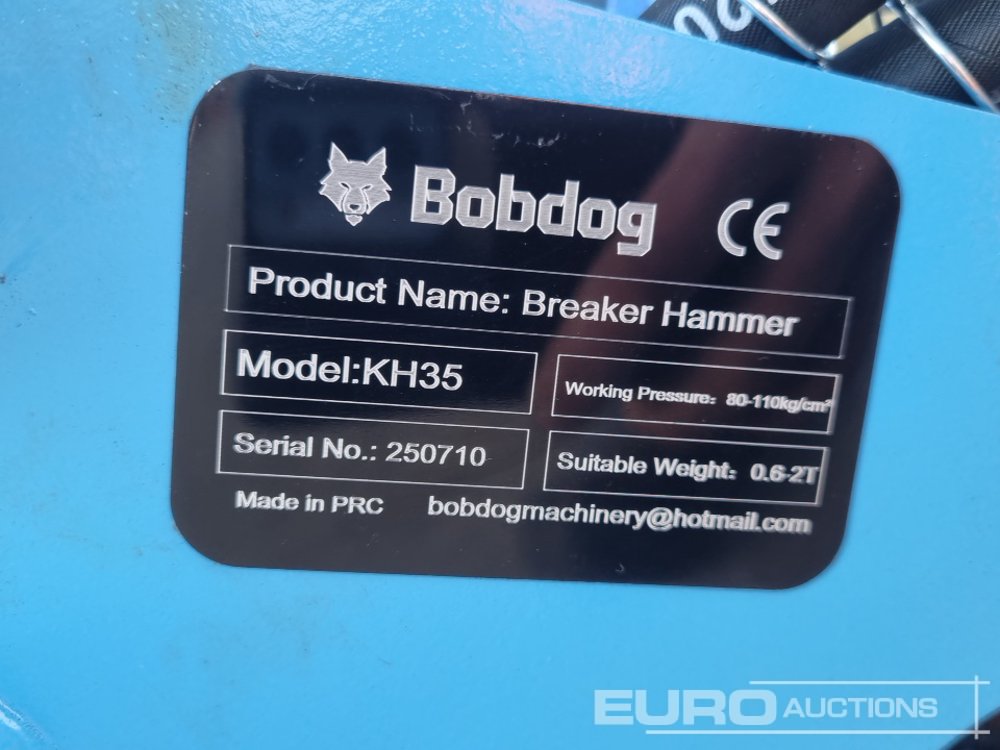 Bobdog CE
Product Name: Breaker Hammer
Model:KH35
Working Pressure: 80-110kg/cm²
Serial No.: 250710
Suitable Weight: 0.6-2T
Made in PRC bobdogmachinery@hotmail.com
EURO AUCTIONS